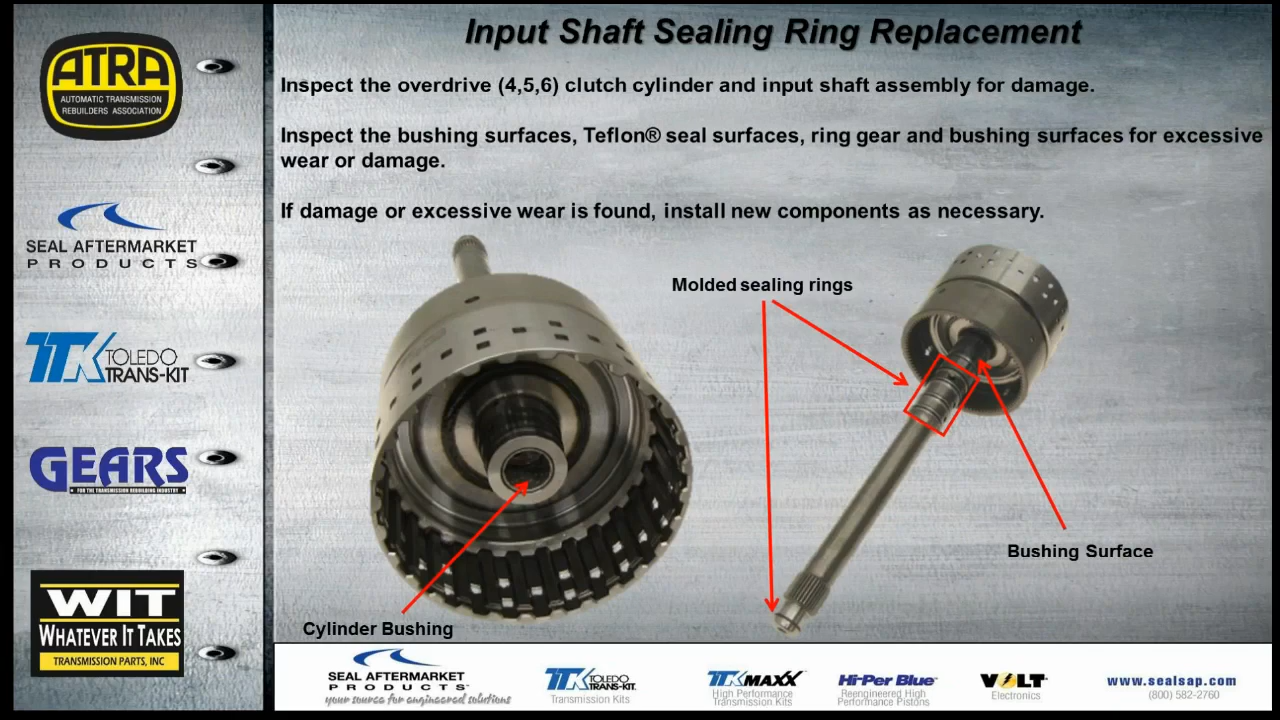 Input Shaft Sealing Ring Replacement
ATRA
AUTOMATIC TRANSMISSION
REBUILDERS ASSOCIATION
SEAL AFTERMARKET
PRODUCTS
TTK TOLEDO
TRANS-KIT
GEARS
FOR THE TRANSMISSION REBUILDING INDUSTRY
WIT
WHATEVER IT TAKES
TRANSMISSION PARTS, INC
Inspect the overdrive (4,5,6) clutch cylinder and input shaft assembly for damage.
Inspect the bushing surfaces, Teflon® seal surfaces, ring gear and bushing surfaces for excessive
wear or damage.
If damage or excessive wear is found, install new components as necessary.
Molded sealing rings
Bushing Surface
Cylinder Bushing
SEAL AFTERMARKET
PRODUCTS™
your source for engineered solutions
TTK TOLEDO
TRANS-KIT
Transmission Kits
TTK MAXX
High Performance
Transmission Kits
Hi-Per Blue™
Reengineered High
Performance Pistons
VOLT
Electronics
www.sealsap.com
(800) 582-2760